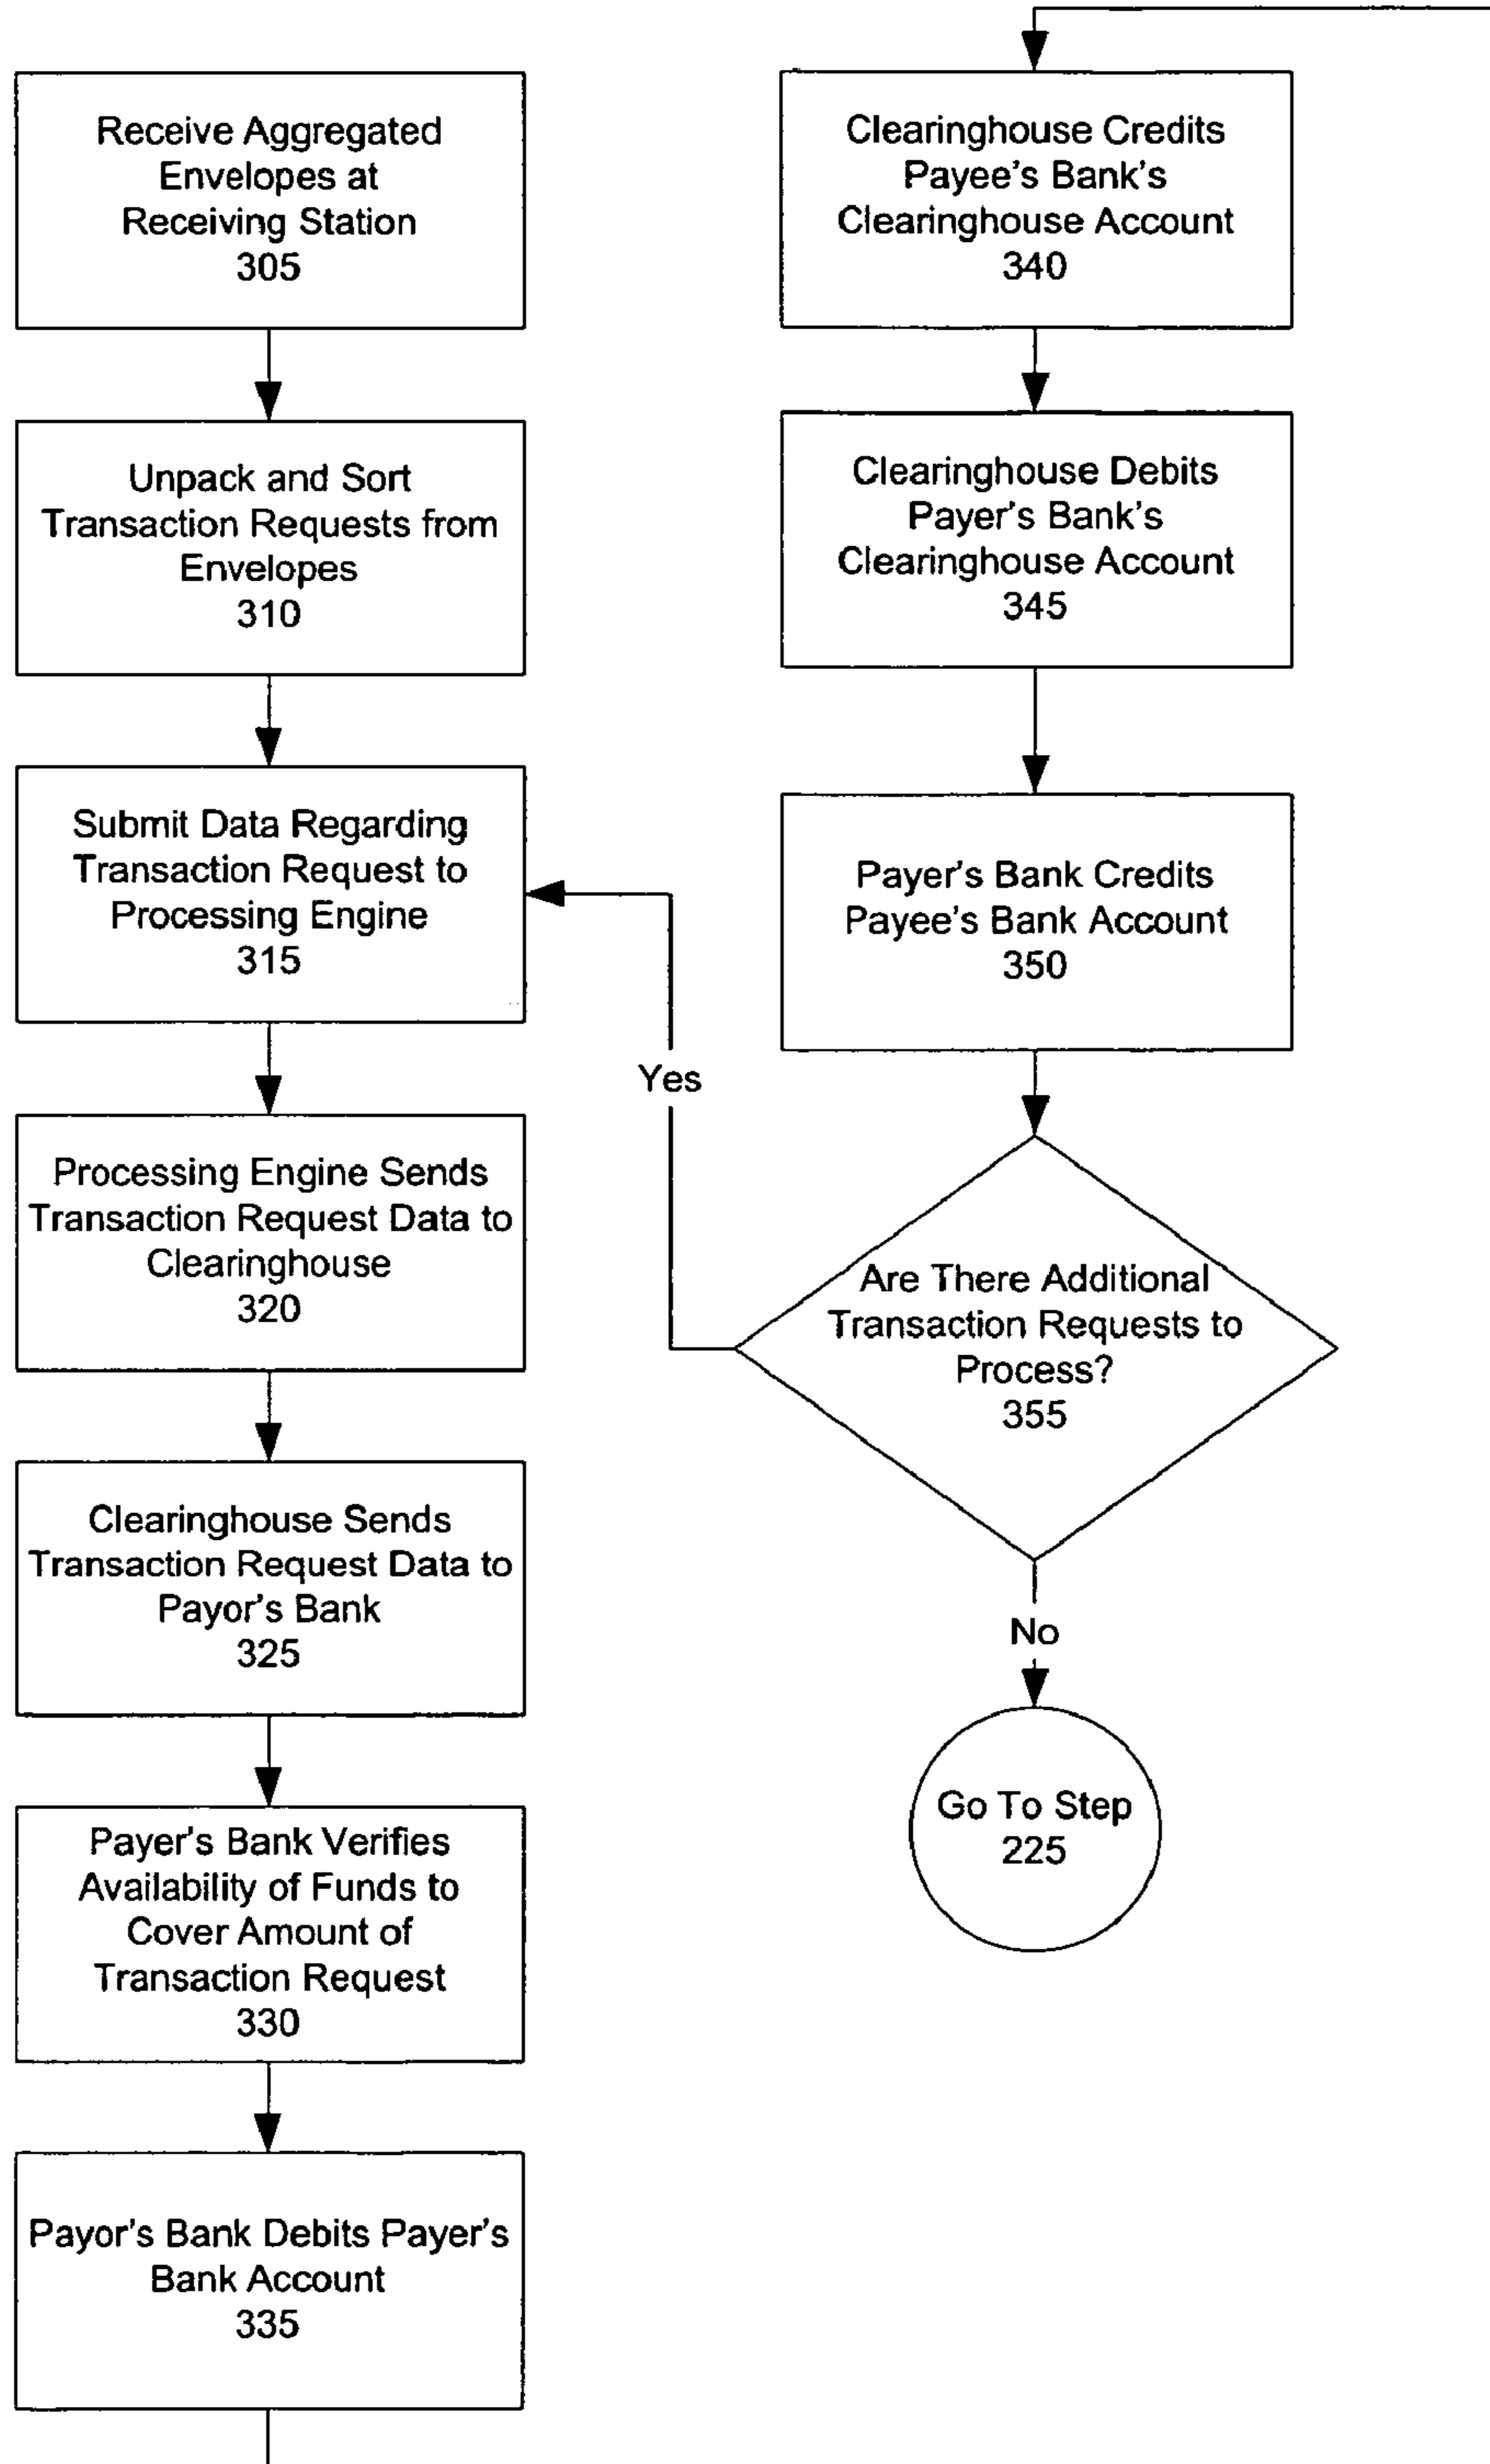 Receive Aggregated
Envelopes at
Receiving Station
305
Unpack and Sort
Transaction Requests from
Envelopes
310
Submit Data Regarding
Transaction Request to
Processing Engine
315
Processing Engine Sends
Transaction Request Data to
Clearinghouse
320
Clearinghouse Sends
Transaction Request Data to
Payor's Bank
325
Payer's Bank Verifies
Availability of Funds to
Cover Amount of
Transaction Request
330
Payor's Bank Debits Payer's
Bank Account
335
Clearinghouse Credits
Payee's Bank's
Clearinghouse Account
340
Clearinghouse Debits
Payer's Bank's
Clearinghouse Account
345
Payer's Bank Credits
Payee's Bank Account
350
Yes
Are There Additional
Transaction Requests to
Process?
355
No
Go To Step
225